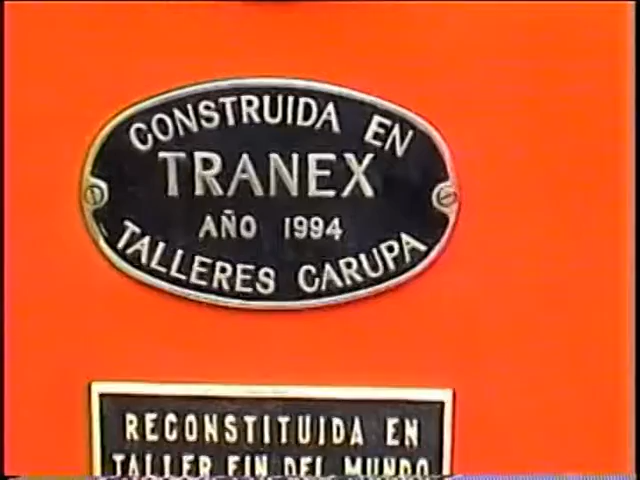 CONSTRUIDA EN
TRANEX
AÑO 1994
TALLERES CARUPA
RECONSTITUIDA EN
TALLER FIN DEL MUNDO